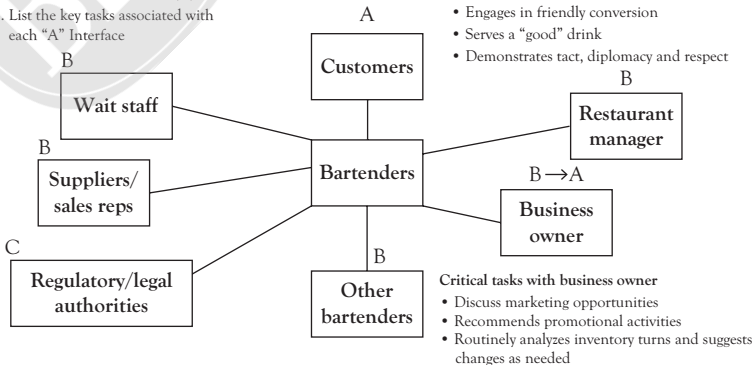 . List the key tasks associated with
each “A” Interface
A
• Engages in friendly conversion
• Serves a “good” drink
• Demonstrates tact, diplomacy and respect
Customers
B
Wait staff
B
Restaurant
manager
B
Suppliers/
sales reps
Bartenders
B→A
Business
owner
C
Regulatory/legal
authorities
B
Other
bartenders
Critical tasks with business owner
• Discuss marketing opportunities
• Recommends promotional activities
• Routinely analyzes inventory turns and suggests
changes as needed